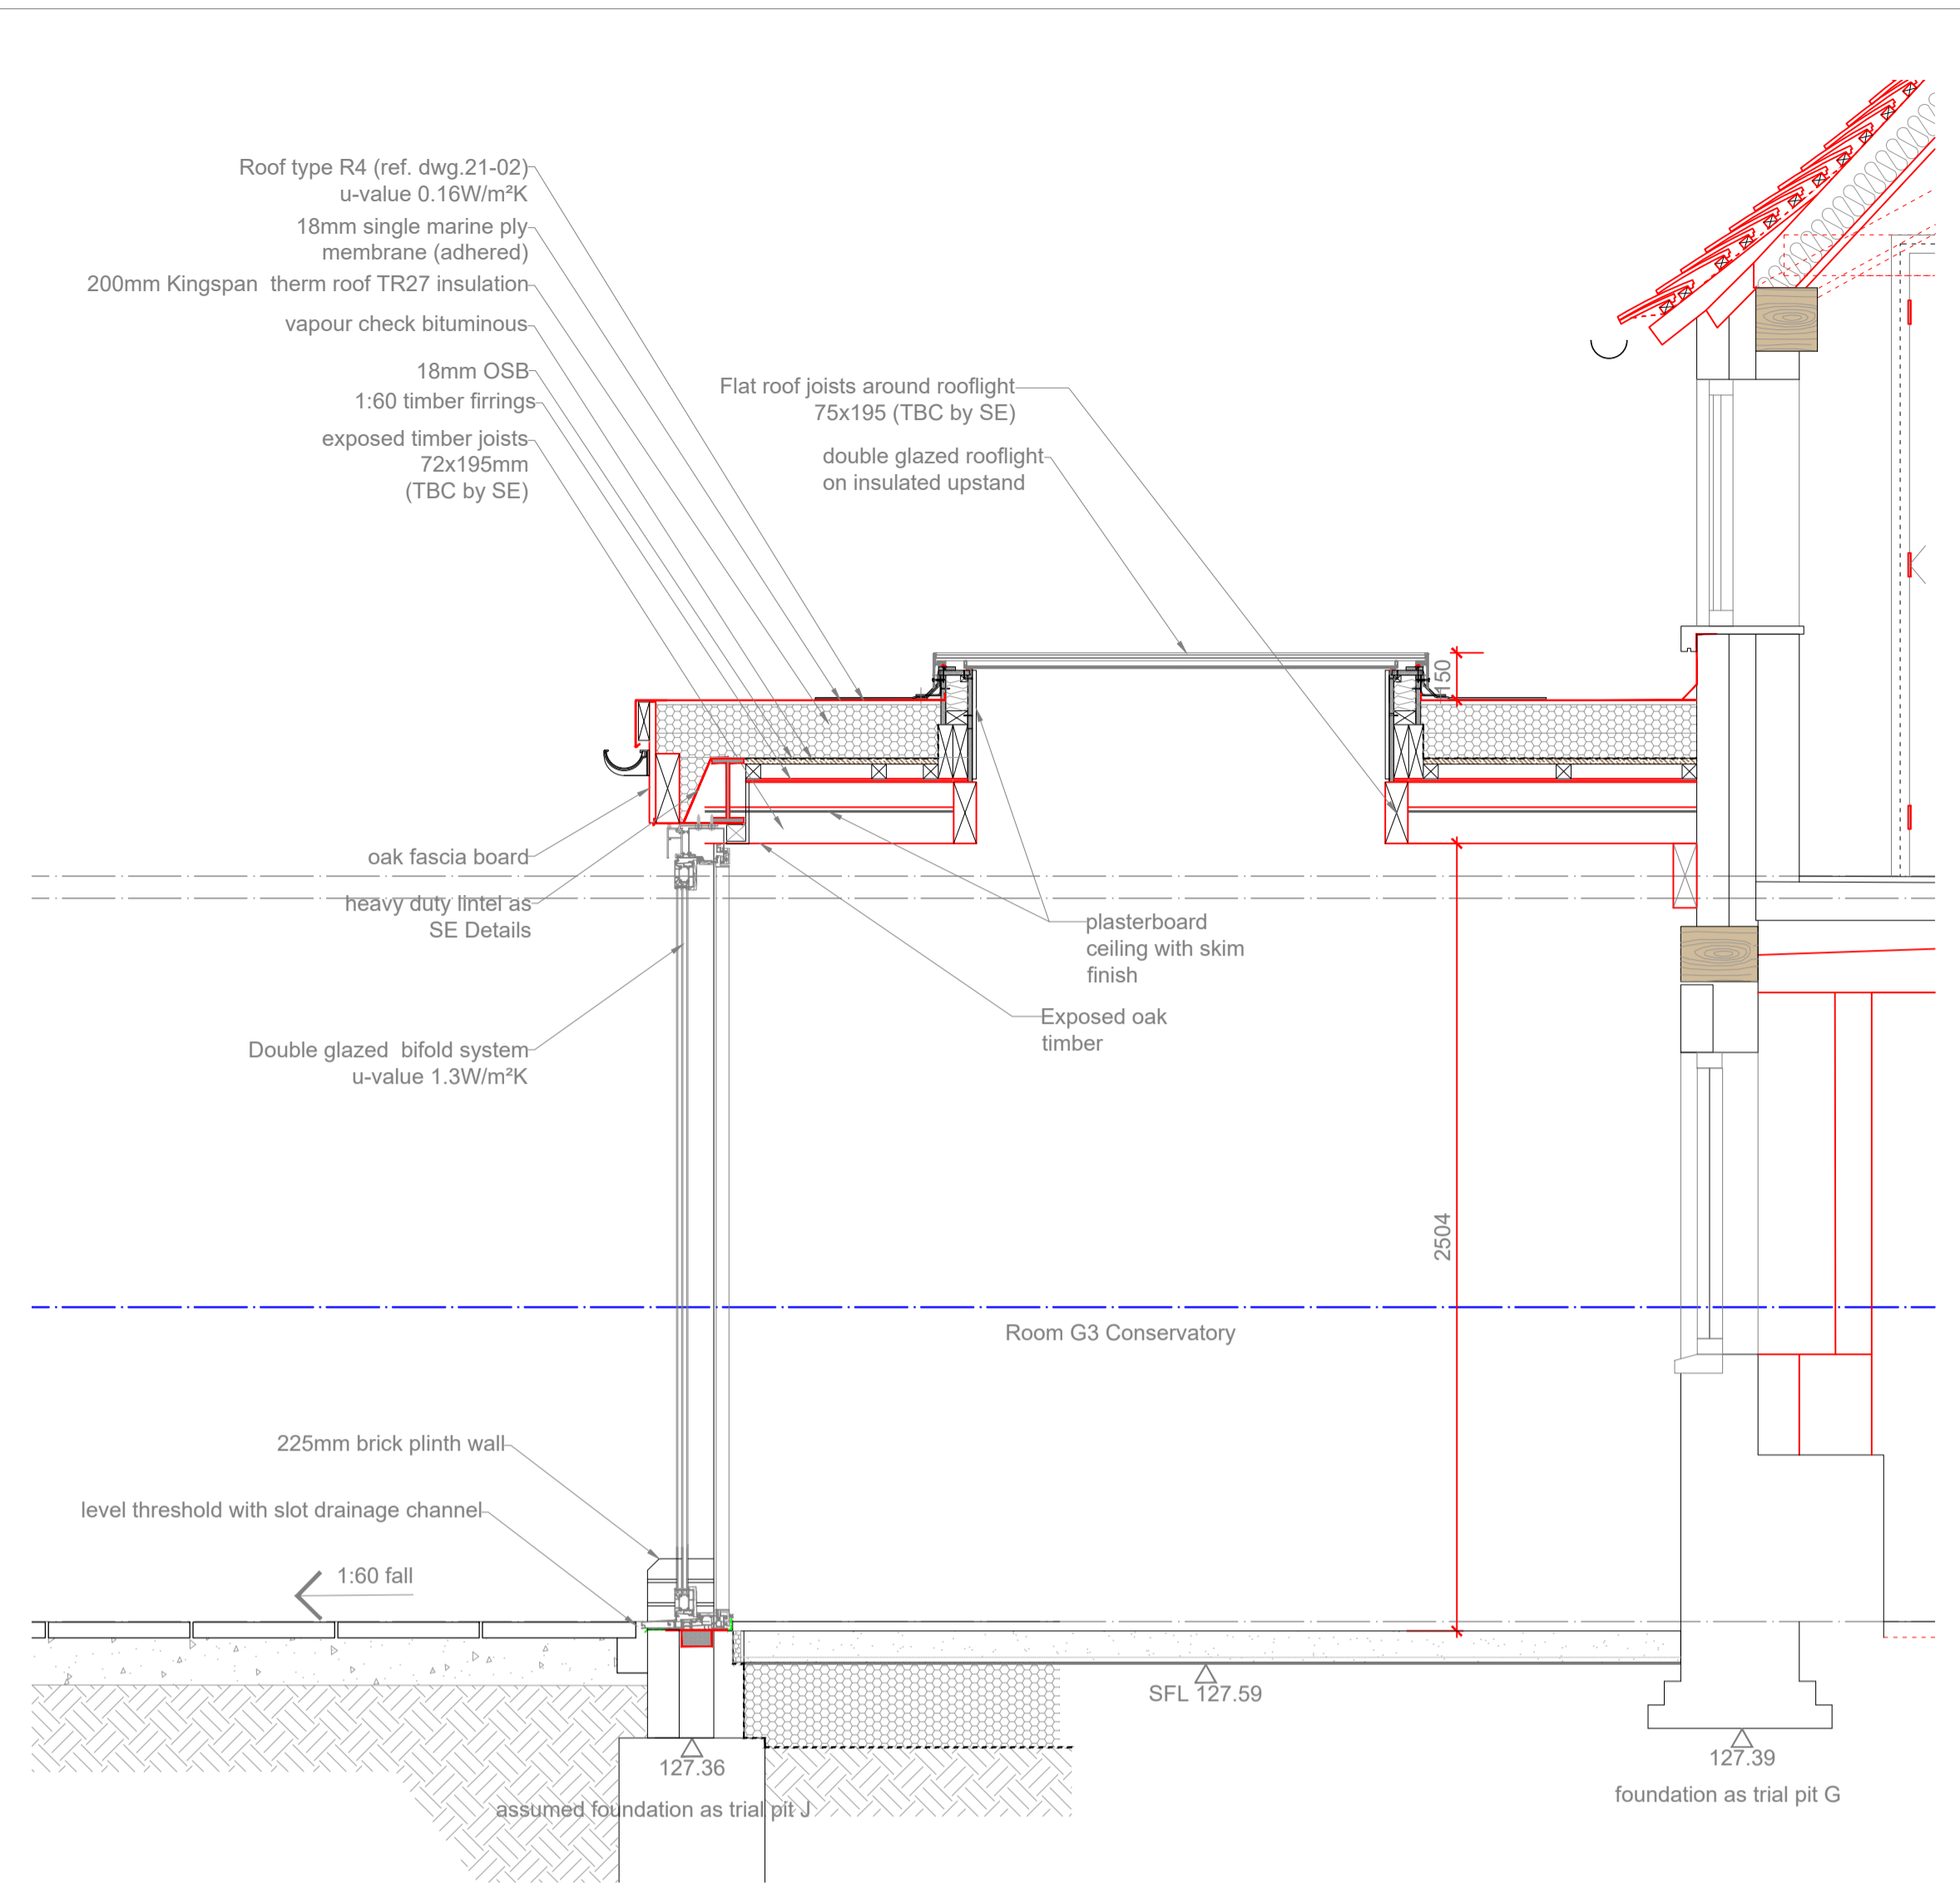 Roof type R4 (ref. dwg.21-02)
u-value 0.16W/m²K
18mm single marine ply
membrane (adhered)
200mm Kingspan  therm roof TR27 insulation
vapour check bituminous
18mm OSB
1:60 timber firrings
exposed timber joists
72x195mm
(TBC by SE)
Flat roof joists around rooflight
75x195 (TBC by SE)
double glazed rooflight
on insulated upstand
150
oak fascia board
heavy duty lintel as
SE Details
plasterboard
ceiling with skim
finish
Exposed oak
timber
Double glazed  bifold system
u-value 1.3W/m²K
2504
Room G3 Conservatory
225mm brick plinth wall
level threshold with slot drainage channel
1:60 fall
SFL 127.59
127.36
assumed foundation as trial pit J
127.39
foundation as trial pit G